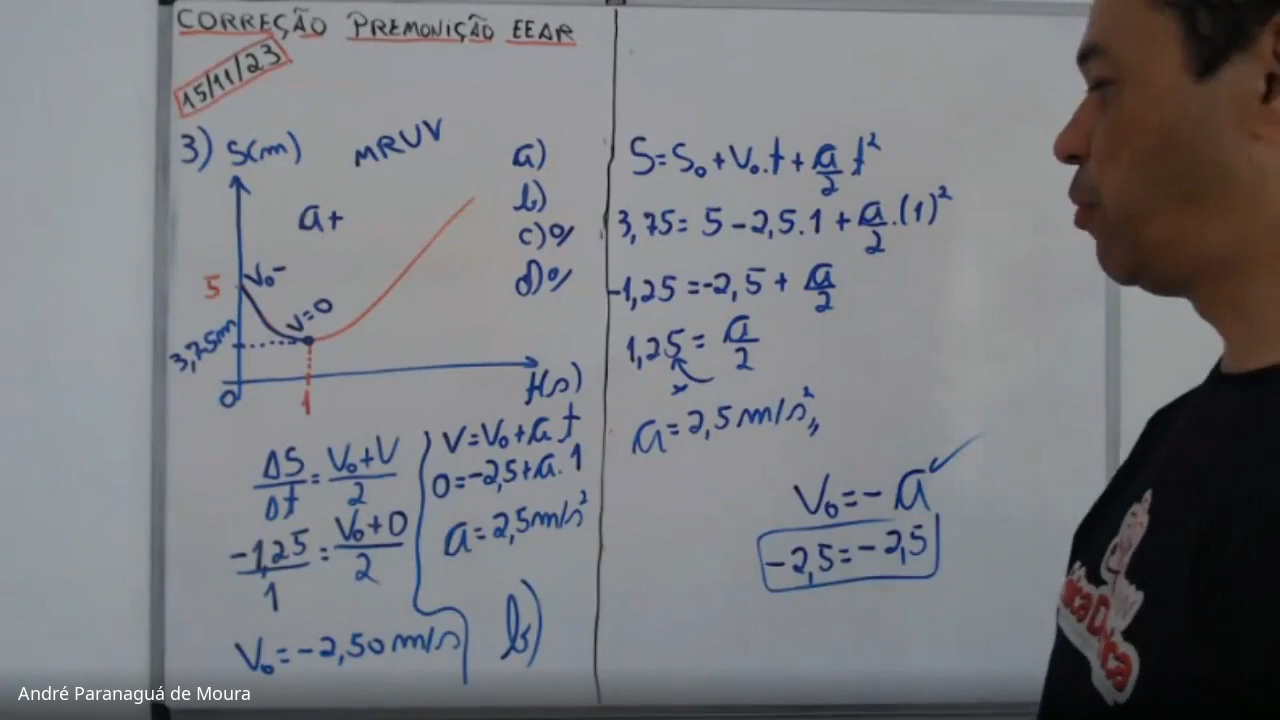 CORREÇÃO PREMONIÇÃO EEAR
15/11/23
3) S(m) MRUV
a+
5
V₀-
V=0
3,75m
0
1
t(s)
a)
b)
c)
d)
ΔS/Δt = V₀+V/2
-1,25/1 = V₀+0/2
V₀=-2,50 m/s
V=V₀+a t
0=-2,5+a.1
a=2,5m/s²
b)
S=S₀+V₀.t+a/2 t²
3,75= 5-2,5.1+a/2.(1)²
-1,25=-2,5+a/2
1,25=a/2
a=2,5m/s²
V₀=-a
-2,5=-2,5
André Paranaguá de Moura